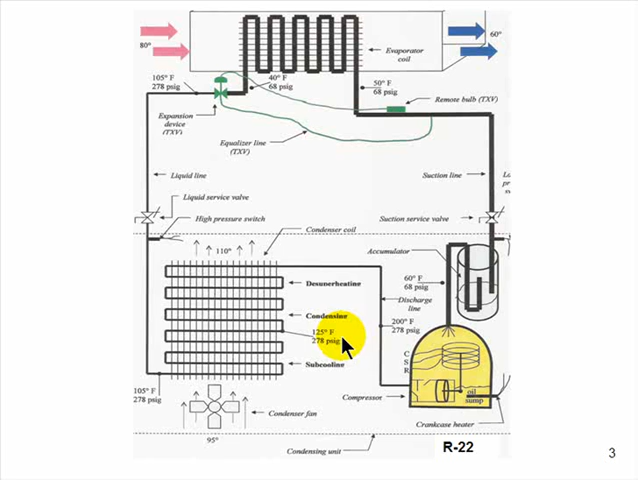 80°
60°
Evaporator
coil
105° F
278 psig
40° F
68 psig
50° F
68 psig
Remote bulb (TXV)
Expansion
device
(TXV)
Equalizer line
(TXV)
Liquid line
Suction line
Liquid service valve
High pressure switch
Suction service valve
Condenser coil
110°
Accumulator
60° F
68 psig
Desunerheatine
Discharge
line
Condensine
125° F
278 psig
200° F
278 psig
Subcooline
C
S
R
105° F
278 psig
Compressor
oil
sump
Condenser fan
Crankcase heater
95°
Condensing unit
R-22
3